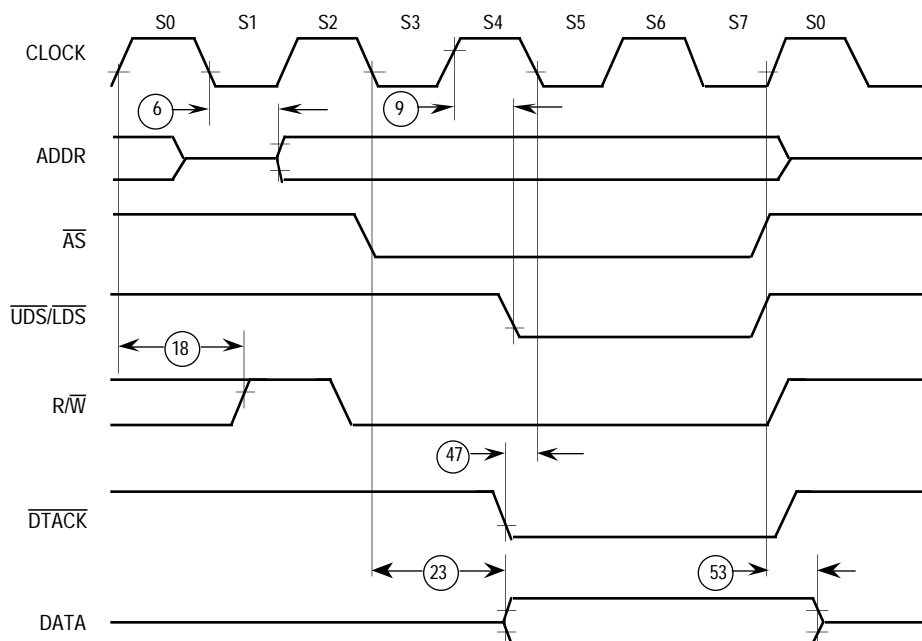 S0 S1 S2 S3 S4 S5 S6 S7 S0
CLOCK
6 9
ADDR
AS
UDS/LDS
18
R/W
47
DTACK
23 53
DATA